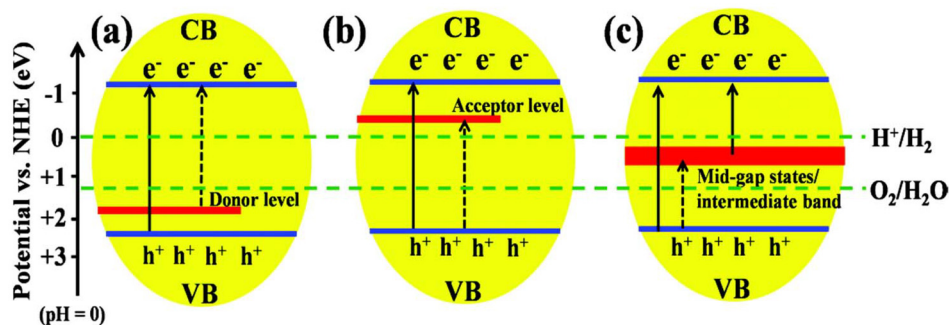 (a)
CB
e⁻ e⁻ e⁻ e⁻
Donor level
h⁺ h⁺ h⁺ h⁺
VB
(b)
CB
e⁻ e⁻ e⁻ e⁻
Acceptor level
h⁺ h⁺ h⁺ h⁺
VB
(c)
CB
e⁻ e⁻ e⁻ e⁻
Mid-gap states/
intermediate band
h⁺ h⁺ h⁺ h⁺
VB
Potential vs. NHE (eV)
-1
0
+1
+2
+3
(pH = 0)
H⁺/H₂
O₂/H₂O